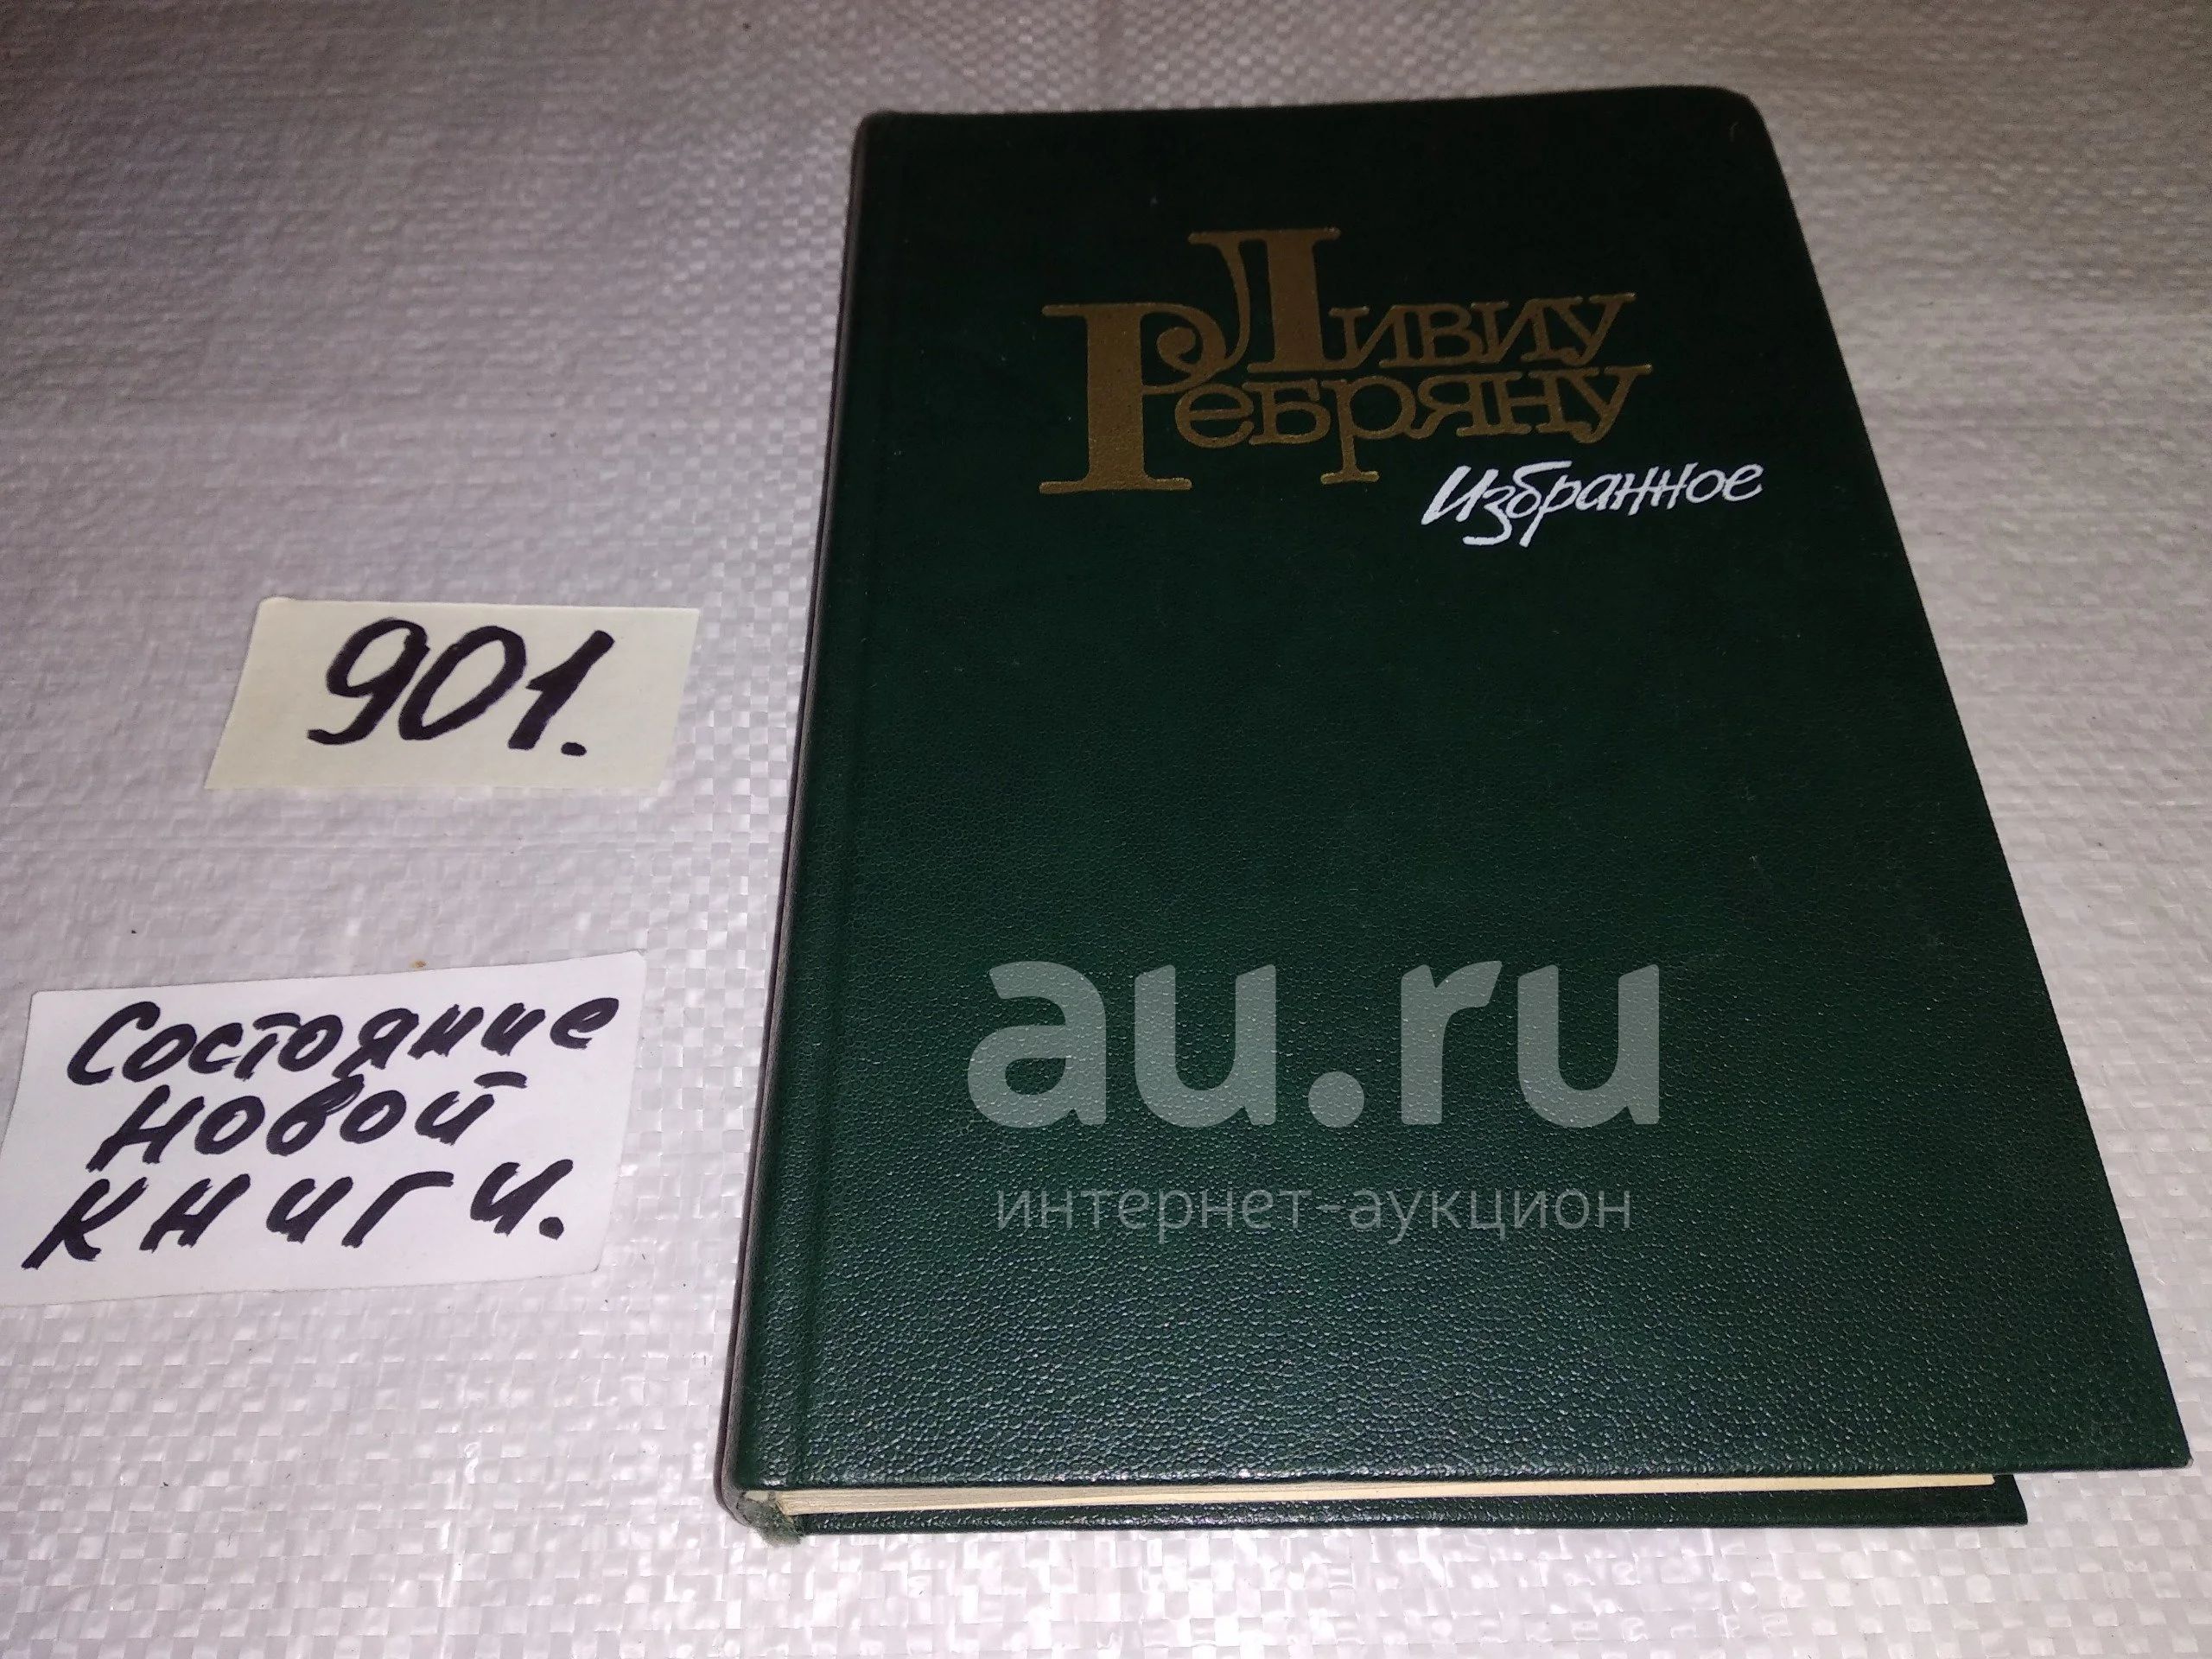 Ливиу
Ребряну
Избранное
901.
Состояние
новой
книги.
au.ru
интернет-аукцион